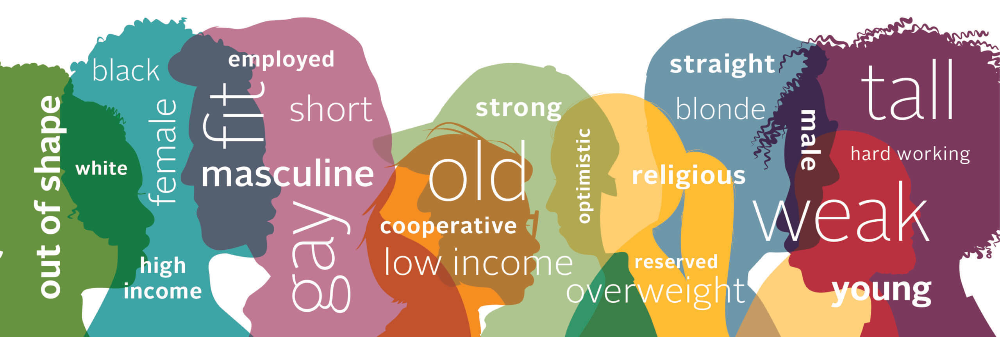 out of shape
black
white
female
high
income
employed
fit
short
masculine
gay
strong
old
cooperative
low income
optimistic
straight
blonde
religious
reserved
overweight
male
tall
hard working
weak
young